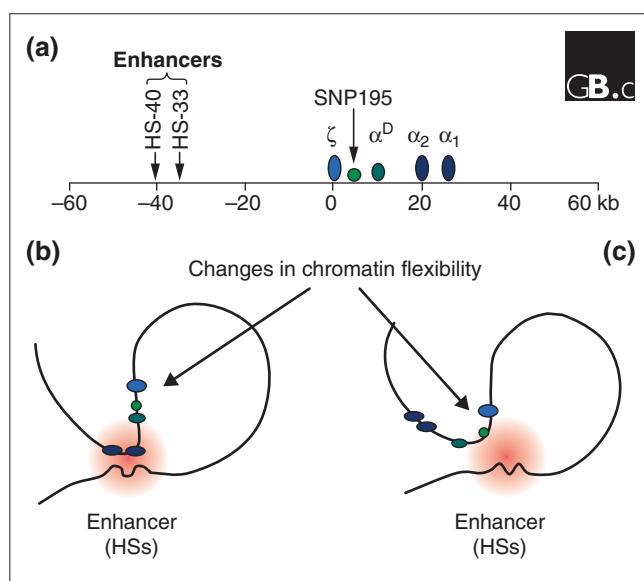 (a)
Enhancers
HS-40
HS-33
SNP195
ζ
αD
α2
α1
GB.c
–60
–40
–20
0
20
40
60 kb
(b)
Changes in chromatin flexibility
(c)
Enhancer
(HSs)
Enhancer
(HSs)